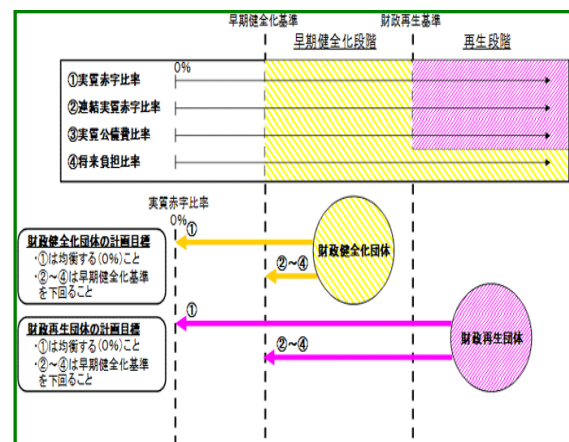 早期健全化基準
財政再生基準
早期健全化段階
再生段階
0%
①実質赤字比率
②連結実質赤字比率
③実質公債費比率
④将来負担比率
実質赤字比率
0%
財政健全化団体の計画目標
・①は均衡する(0%)こと
・②～④は早期健全化基準
を下回ること
①
②～④
財政健全化団体
財政再生団体の計画目標
・①は均衡する(0%)こと
・②～④は早期健全化基準
を下回ること
①
②～④
財政再生団体